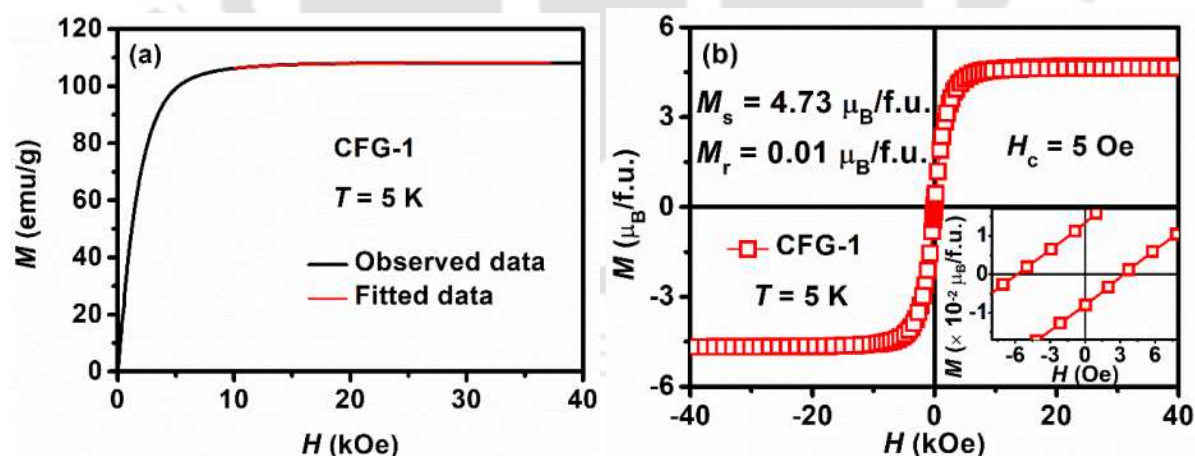 (a)
CFG-1
T = 5 K
Observed data
Fitted data
M (emu/g)
120
100
80
60
40
20
0
0 10 20 30 40
H (kOe)
(b)
Ms = 4.73 μB/f.u.
Mr = 0.01 μB/f.u.
Hc = 5 Oe
CFG-1
T = 5 K
M (μB/f.u.)
6
3
0
-3
-6
-40 -20 0 20 40
H (kOe)
M (× 10-2 μB/f.u.)
1
0
-1
-6 -3 0 3 6
H (Oe)